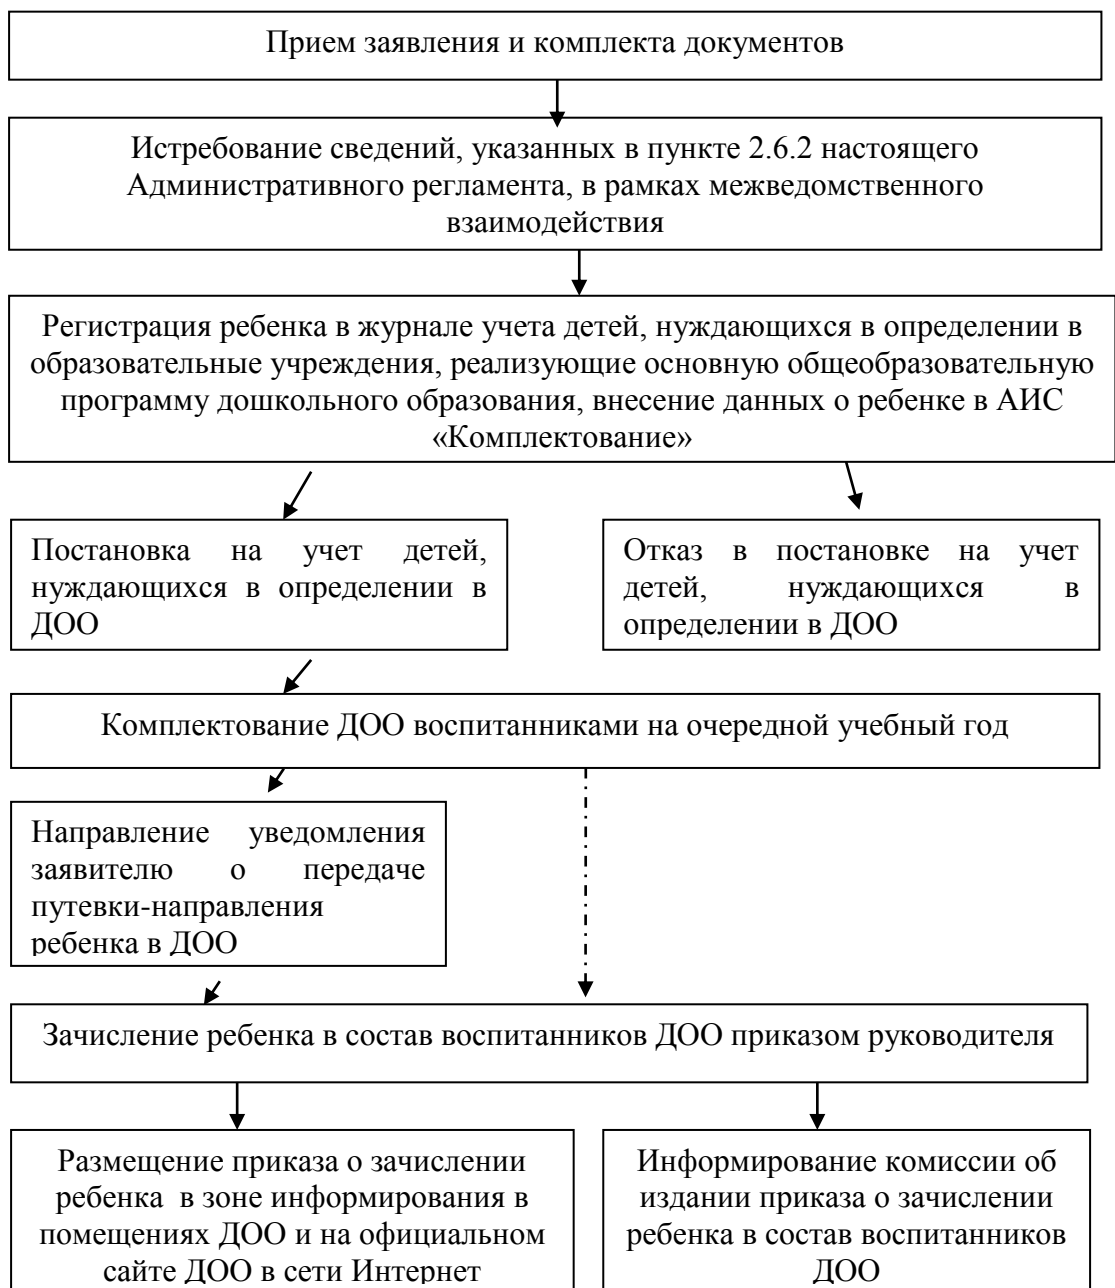 Прием заявления и комплекта документов
Истребование сведений, указанных в пункте 2.6.2 настоящего
Административного регламента, в рамках межведомственного
взаимодействия
Регистрация ребенка в журнале учета детей, нуждающихся в определении в
образовательные учреждения, реализующие основную общеобразовательную
программу дошкольного образования, внесение данных о ребенке в АИС
«Комплектование»
Постановка на учет детей,
нуждающихся в определении в
ДОО
Отказ в постановке на учет
детей, нуждающихся в
определении в ДОО
Комплектование ДОО воспитанниками на очередной учебный год
Направление уведомления
заявителю о передаче
путевки-направления
ребенка в ДОО
Зачисление ребенка в состав воспитанников ДОО приказом руководителя
Размещение приказа о зачислении
ребенка в зоне информирования в
помещениях ДОО и на официальном
сайте ДОО в сети Интернет
Информирование комиссии об
издании приказа о зачислении
ребенка в состав воспитанников
ДОО